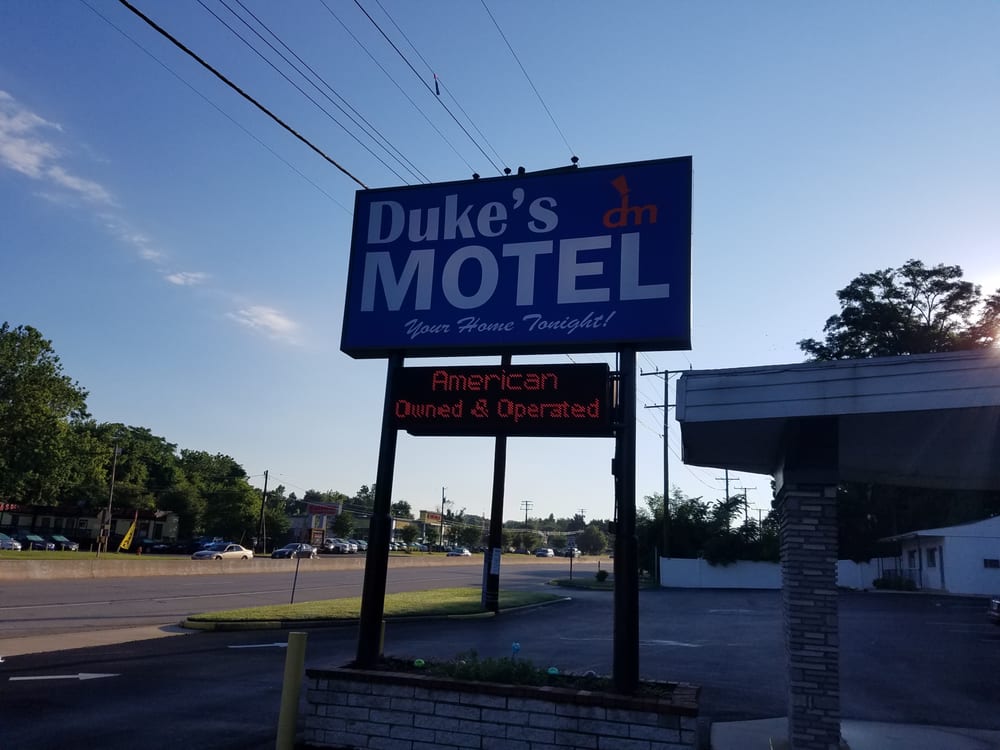 Duke's
dm
MOTEL
Your Home Tonight!
American
Owned & Operated